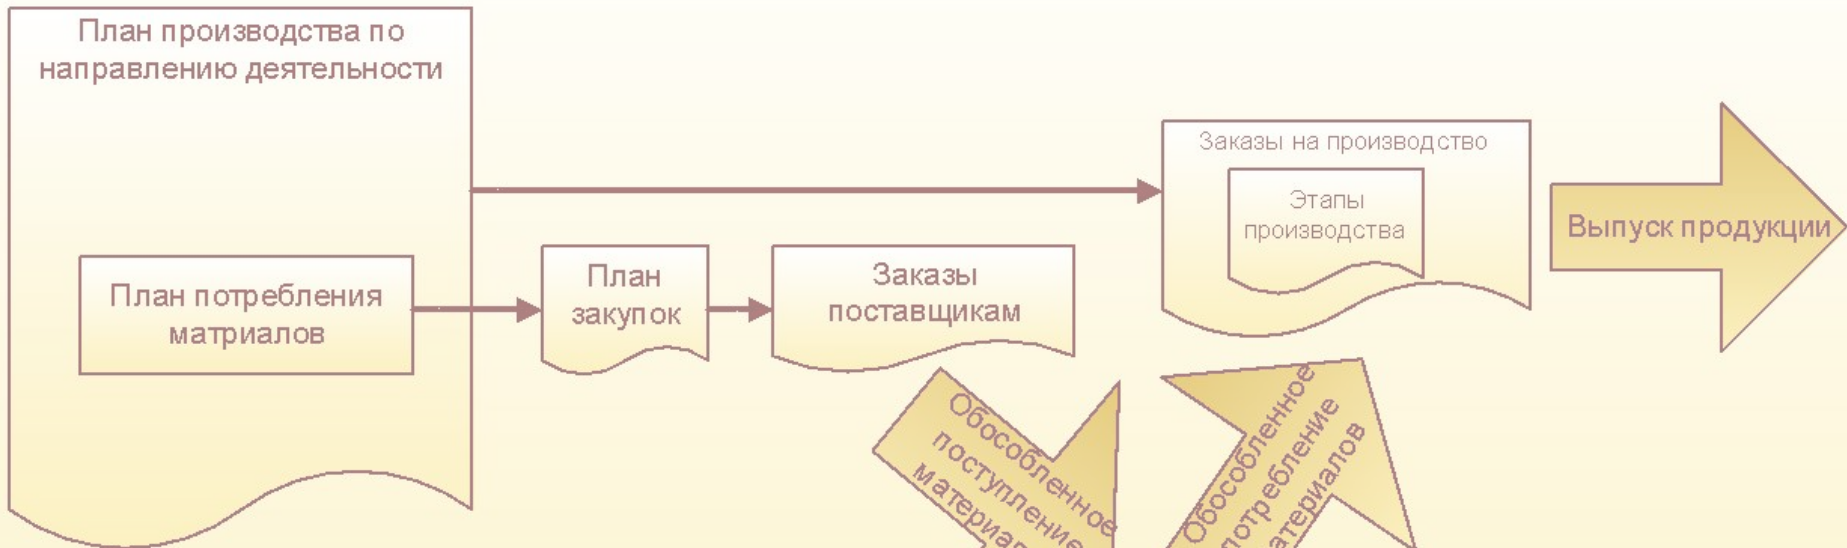 План производства по
направлению деятельности
План потребления
матриалов
План
закупок
Заказы
поставщикам
Заказы на производство
Этапы
производства
Выпуск продукции
Обособленное
поступление
Обособленное
потребление